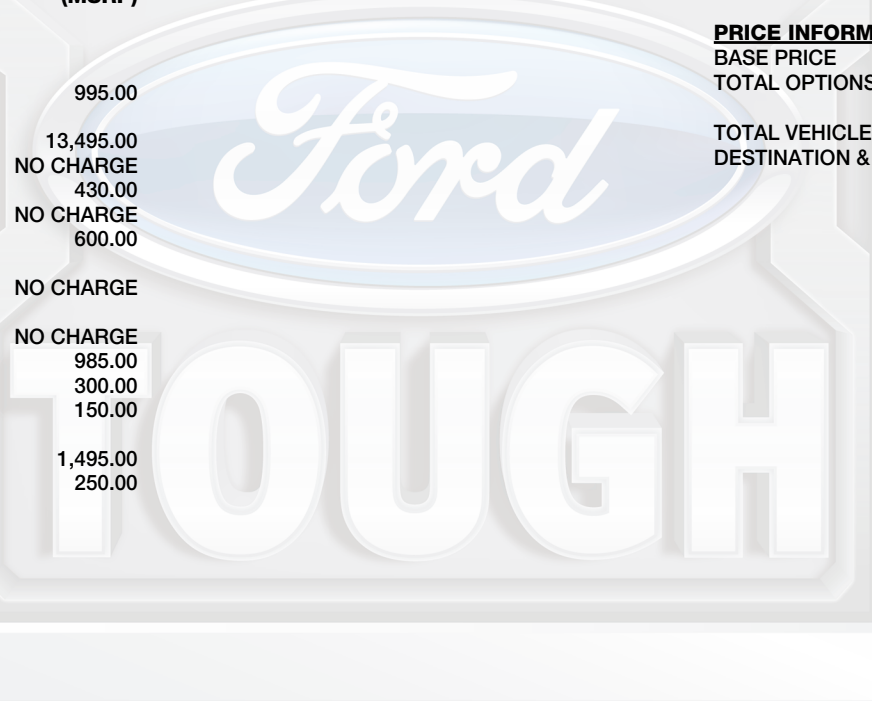 (MSRP)
995.00
13,495.00
NO CHARGE
430.00
NO CHARGE
600.00
NO CHARGE
NO CHARGE
985.00
300.00
150.00
1,495.00
250.00
PRICE INFORM
BASE PRICE
TOTAL OPTIONS
TOTAL VEHICLE
DESTINATION &
Ford
TOUGH